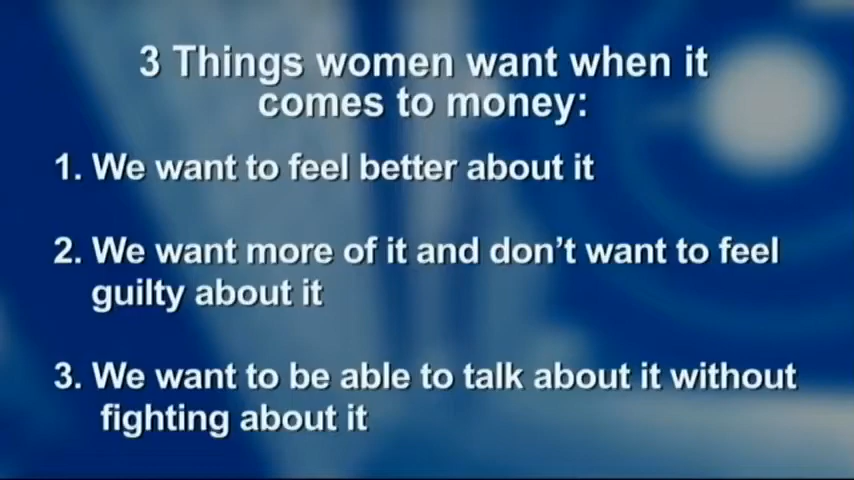 3 Things women want when it
comes to money:
1. We want to feel better about it
2. We want more of it and don't want to feel
guilty about it
3. We want to be able to talk about it without
fighting about it